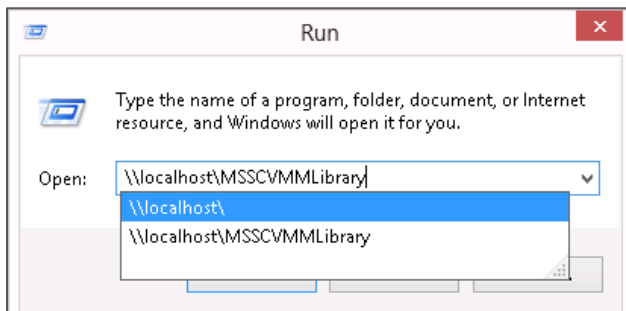 Run
Type the name of a program, folder, document, or Internet
resource, and Windows will open it for you.
Open:
\\localhost\MSSCVMMLibrary
\\localhost\
\\localhost\MSSCVMMLibrary